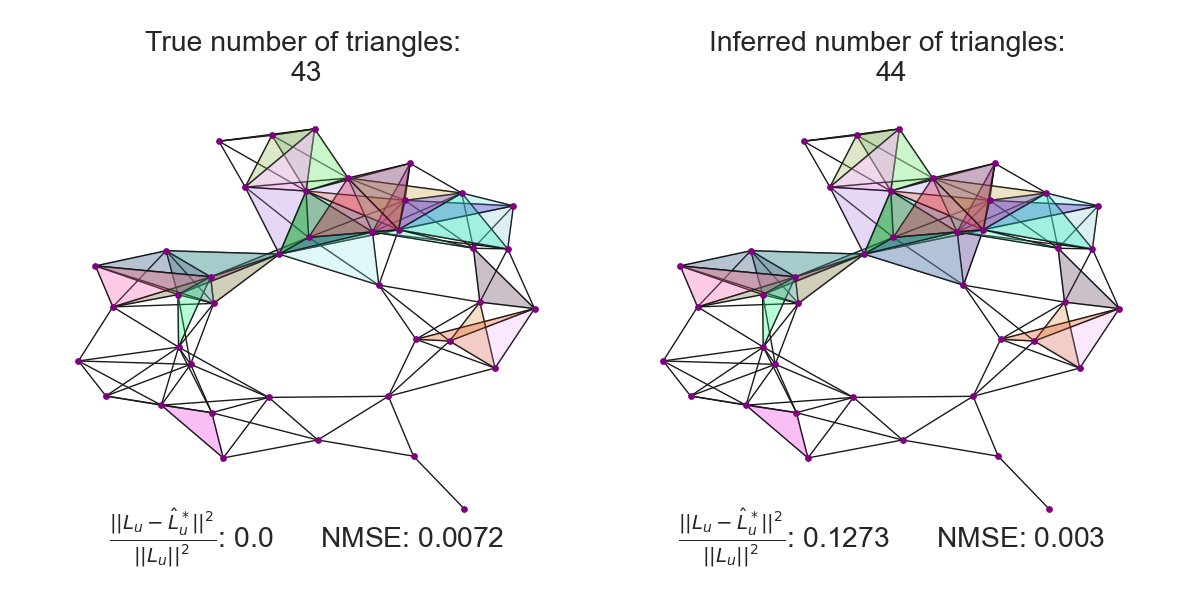 True number of triangles:
43
Inferred number of triangles:
44
||L_u − L̂_u^*||²
||L_u||²
: 0.0 NMSE: 0.0072
||L_u − L̂_u^*||²
||L_u||²
: 0.1273 NMSE: 0.003